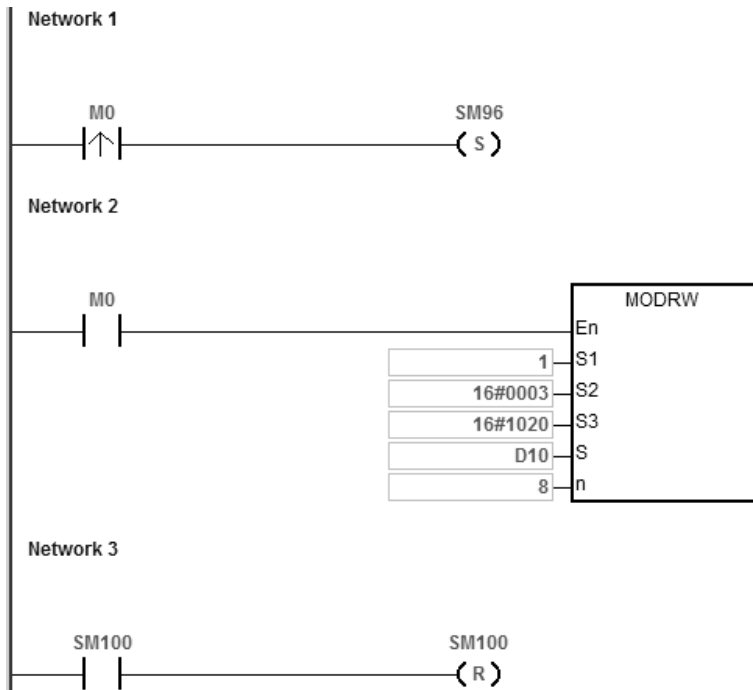 Network 1
M0 SM96
S
Network 2
M0 MODRW
En
1 S1
16#0003 S2
16#1020 S3
D10 S
8 n
Network 3
SM100 SM100
R